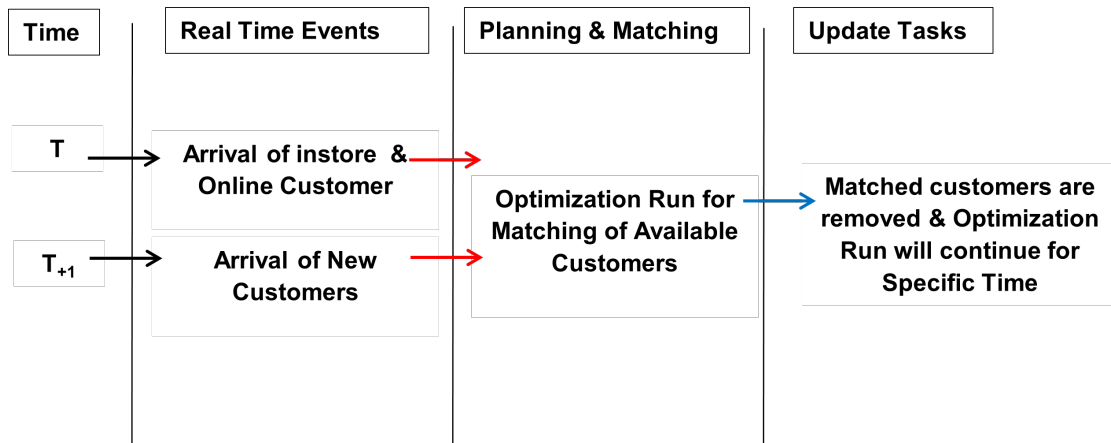 Time
Real Time Events
Planning & Matching
Update Tasks
T
Arrival of instore &
Online Customer
T+1
Arrival of New
Customers
Optimization Run for
Matching of Available
Customers
Matched customers are
removed & Optimization
Run will continue for
Specific Time